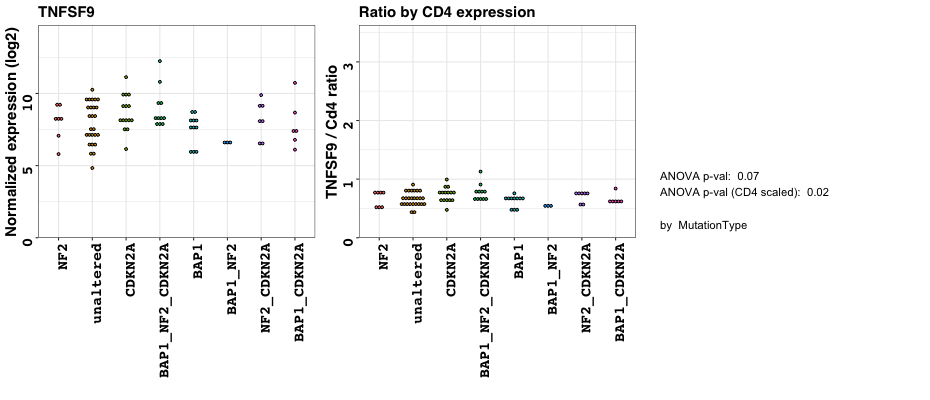 TNFSF9
Normalized expression (log2)
0
5
10
NF2
unaltered
CDKN2A
BAP1_NF2_CDKN2A
BAP1
BAP1_NF2
NF2_CDKN2A
BAP1_CDKN2A
Ratio by CD4 expression
TNFSF9 / Cd4 ratio
0
1
2
3
NF2
unaltered
CDKN2A
BAP1_NF2_CDKN2A
BAP1
BAP1_NF2
NF2_CDKN2A
BAP1_CDKN2A
ANOVA p-val: 0.07
ANOVA p-val (CD4 scaled): 0.02
by MutationType